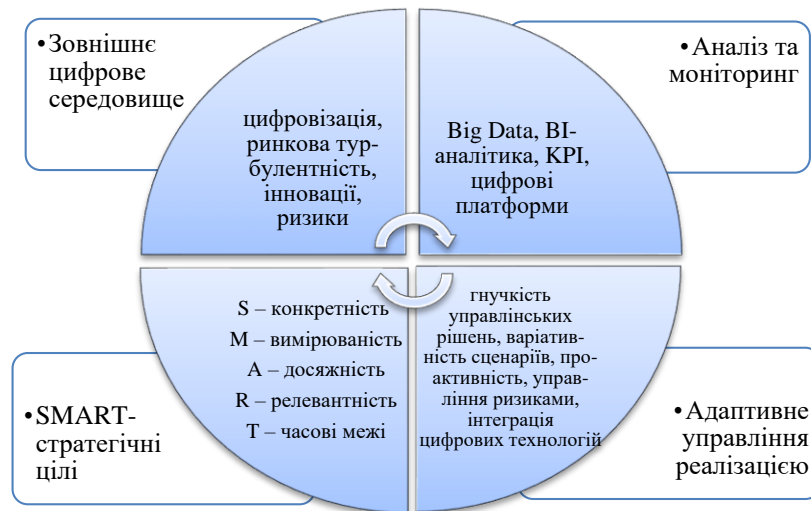 •Зовнішнє
цифрове
середовище
цифровізація,
ринкова тур-
булентність,
інновації,
ризики
Big Data, BI-
аналітика, KPI,
цифрові
платформи
•Аналіз та
моніторинг
•SMART-
стратегічні
цілі
S – конкретність
M – вимірюваність
A – досяжність
R – релевантність
T – часові межі
гнучкість
управлінських
рішень, варіатив-
ність сценаріїв, про-
активність, управ-
ління ризиками,
інтеграція
цифрових технологій
•Адаптивне
управління
реалізацією